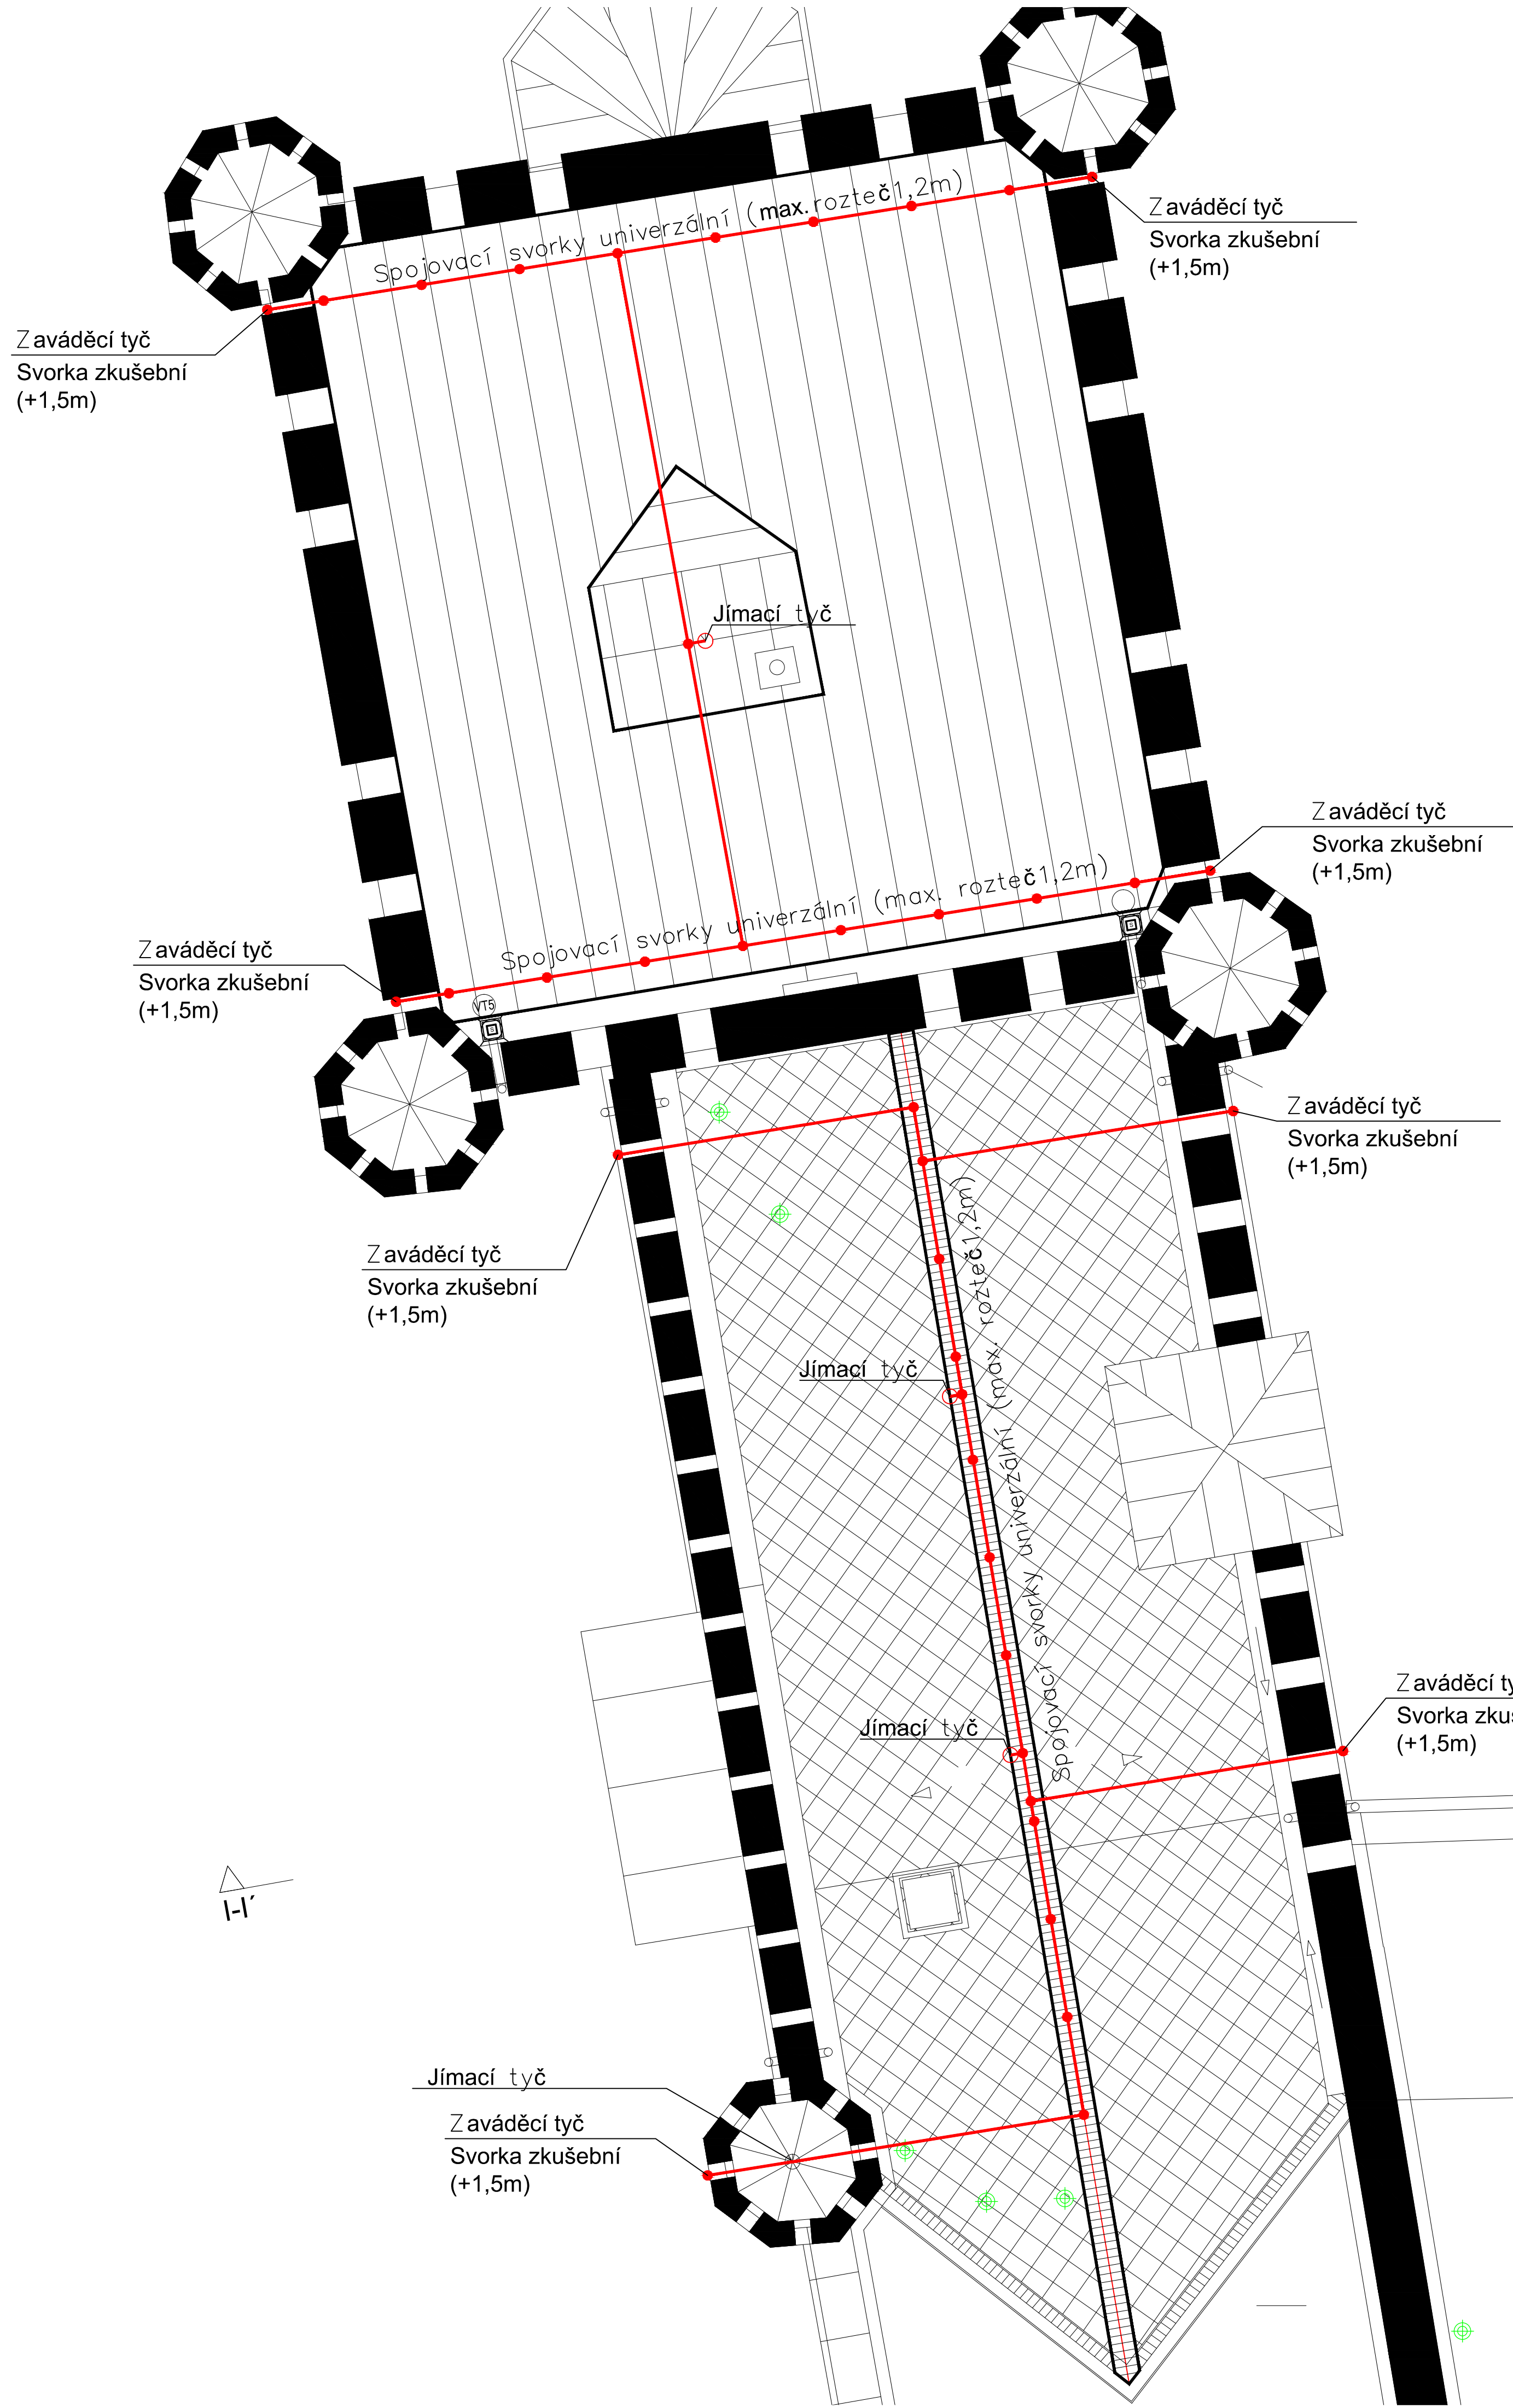 Zaváděcí tyč
Svorka zkušební
(+1,5m)
Spojovací svorky univerzální (max.rozteč1,2m)
Zaváděcí tyč
Svorka zkušební
(+1,5m)
Jímací tyč
Zaváděcí tyč
Svorka zkušební
(+1,5m)
Spojovací svorky univerzální (max. rozteč1,2m)
Zaváděcí tyč
Svorka zkušební
(+1,5m)
VT5
Zaváděcí tyč
Svorka zkušební
(+1,5m)
Zaváděcí tyč
Svorka zkušební
(+1,5m)
Spojovací svorky univerzální (max. rozteč1,2m)
Jímací tyč
Zaváděcí
(+1,5m)
Jímací tyč
I-I´
Jímací tyč
Zaváděcí tyč
Svorka zkušební
(+1,5m)